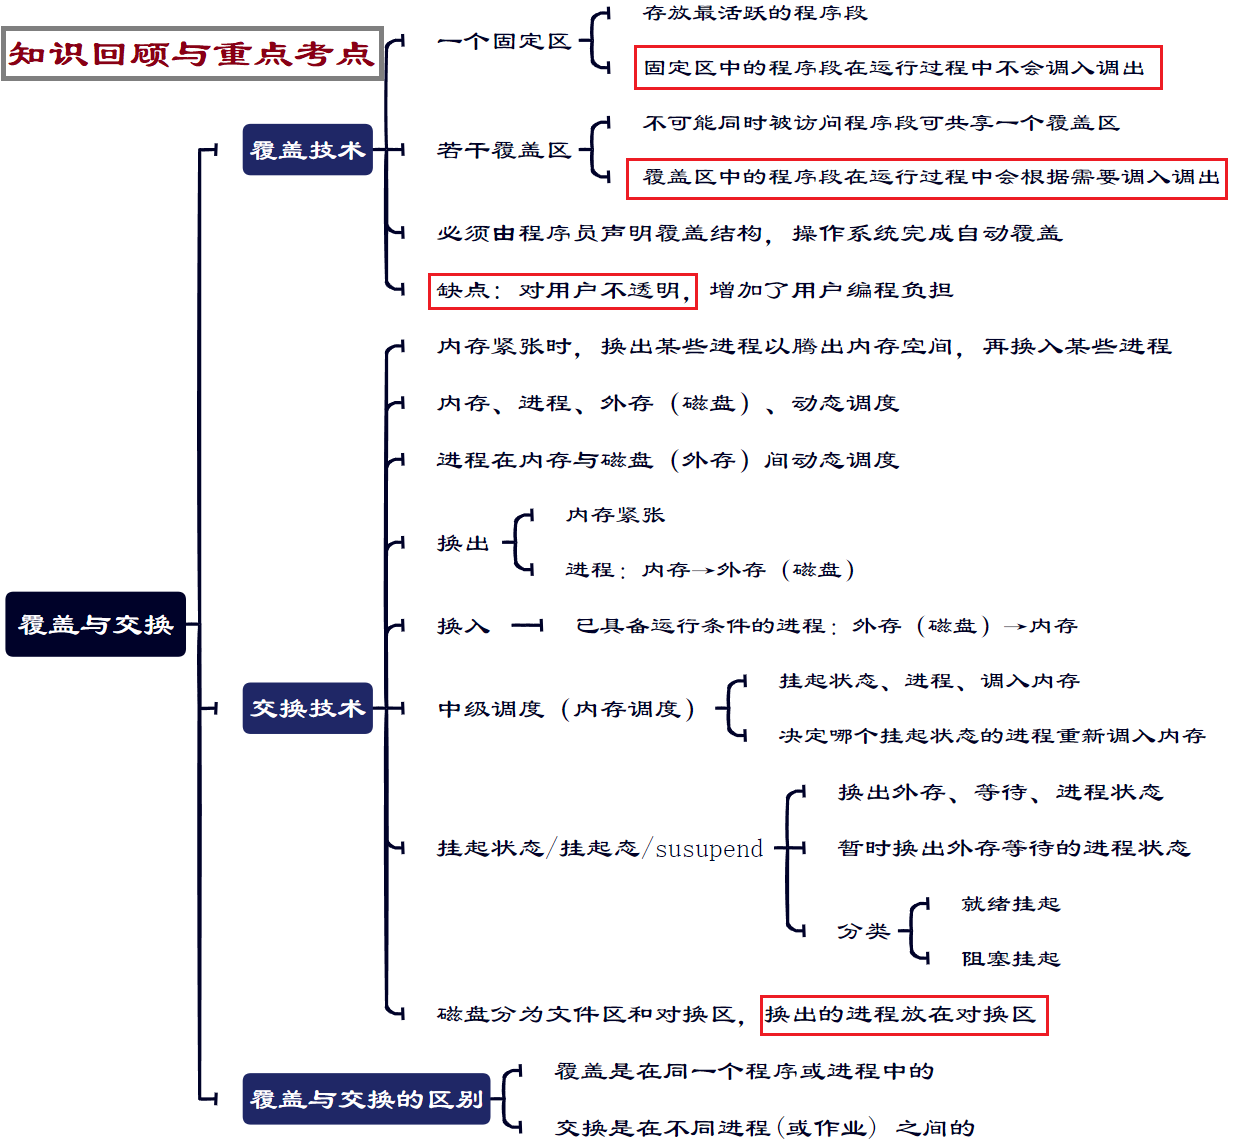 知识回顾与重点考点
覆盖与交换
覆盖技术
一个固定区
存放最活跃的程序段
固定区中的程序段在运行过程中不会调入调出
若干覆盖区
不可能同时被访问程序段可共享一个覆盖区
覆盖区中的程序段在运行过程中会根据需要调入调出
必须由程序员声明覆盖结构，操作系统完成自动覆盖
缺点：对用户不透明，增加了用户编程负担
交换技术
内存紧张时，换出某些进程以腾出内存空间，再换入某些进程
内存、进程、外存（磁盘）、动态调度
进程在内存与磁盘（外存）间动态调度
换出
内存紧张
进程：内存→外存（磁盘）
换入
已具备运行条件的进程：外存（磁盘）→内存
中级调度（内存调度）
挂起状态、进程、调入内存
决定哪个挂起状态的进程重新调入内存
挂起状态/挂起态/susupend
换出外存、等待、进程状态
暂时换出外存等待的进程状态
分类
就绪挂起
阻塞挂起
磁盘分为文件区和对换区，换出的进程放在对换区
覆盖与交换的区别
覆盖是在同一个程序或进程中的
交换是在不同进程(或作业）之间的